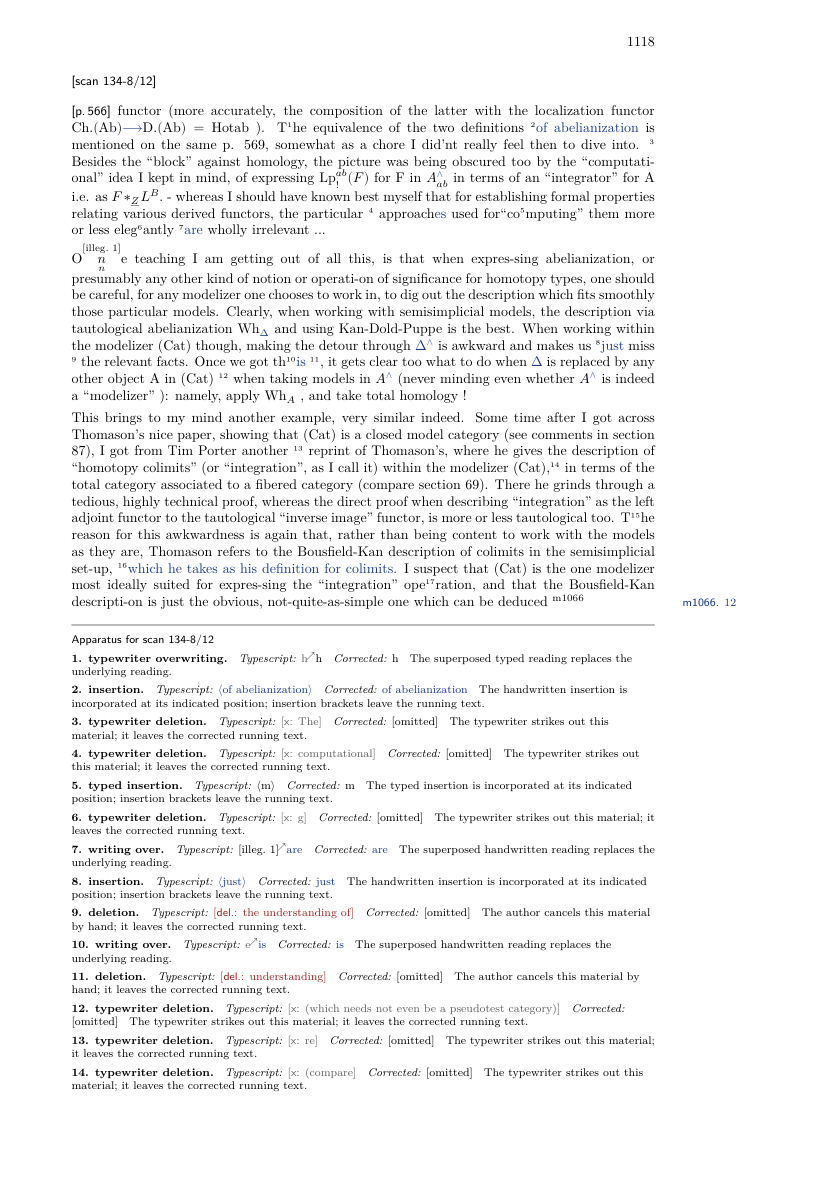 1118
[scan 134-8/12]
[p. 566] functor (more accurately, the composition of the latter with the localization functor
Ch.(Ab)⟶D.(Ab) = Hotab ). T¹he equivalence of the two definitions ²of abelianization is
mentioned on the same p. 569, somewhat as a chore I did'nt really feel then to dive into. ³
Besides the “block” against homology, the picture was being obscured too by the “computati-
onal” idea I kept in mind, of expressing Lp_!^{ab}(F) for F in A^∧_{ab} in terms of an “integrator” for A
i.e. as F *_Z L^B. - whereas I should have known best myself that for establishing formal properties
relating various derived functors, the particular ⁴ approaches used for“co⁵mputing” them more
or less eleg⁶antly ⁷are wholly irrelevant ...
[illeg. 1]
O n e teaching I am getting out of all this, is that when expres-sing abelianization, or
n
presumably any other kind of notion or operati-on of significance for homotopy types, one should
be careful, for any modelizer one chooses to work in, to dig out the description which fits smoothly
those particular models. Clearly, when working with semisimplicial models, the description via
tautological abelianization Wh_Δ and using Kan-Dold-Puppe is the best. When working within
the modelizer (Cat) though, making the detour through Δ^∧ is awkward and makes us ⁸just miss
⁹ the relevant facts. Once we got th¹⁰is ¹¹, it gets clear too what to do when Δ is replaced by any
other object A in (Cat) ¹² when taking models in A^∧ (never minding even whether A^∧ is indeed
a “modelizer” ): namely, apply Wh_A , and take total homology !
This brings to my mind another example, very similar indeed. Some time after I got across
Thomason's nice paper, showing that (Cat) is a closed model category (see comments in section
87), I got from Tim Porter another ¹³ reprint of Thomason's, where he gives the description of
“homotopy colimits” (or “integration”, as I call it) within the modelizer (Cat),¹⁴ in terms of the
total category associated to a fibered category (compare section 69). There he grinds through a
tedious, highly technical proof, whereas the direct proof when describing “integration” as the left
adjoint functor to the tautological “inverse image” functor, is more or less tautological too. T¹⁵he
reason for this awkwardness is again that, rather than being content to work with the models
as they are, Thomason refers to the Bousfield-Kan description of colimits in the semisimplicial
set-up, ¹⁶which he takes as his definition for colimits. I suspect that (Cat) is the one modelizer
most ideally suited for expres-sing the “integration” ope¹⁷ration, and that the Bousfield-Kan
descripti-on is just the obvious, not-quite-as-simple one which can be deduced m1066
m1066. 12
Apparatus for scan 134-8/12
1. typewriter overwriting. Typescript: b↗h Corrected: h The superposed typed reading replaces the
underlying reading.
2. insertion. Typescript: ⟨of abelianization⟩ Corrected: of abelianization The handwritten insertion is
incorporated at its indicated position; insertion brackets leave the running text.
3. typewriter deletion. Typescript: [x: The] Corrected: [omitted] The typewriter strikes out this
material; it leaves the corrected running text.
4. typewriter deletion. Typescript: [x: computational] Corrected: [omitted] The typewriter strikes out
this material; it leaves the corrected running text.
5. typed insertion. Typescript: ⟨m⟩ Corrected: m The typed insertion is incorporated at its indicated
position; insertion brackets leave the running text.
6. typewriter deletion. Typescript: [x: g] Corrected: [omitted] The typewriter strikes out this material; it
leaves the corrected running text.
7. writing over. Typescript: [illeg. 1]↗are Corrected: are The superposed handwritten reading replaces the
underlying reading.
8. insertion. Typescript: ⟨just⟩ Corrected: just The handwritten insertion is incorporated at its indicated
position; insertion brackets leave the running text.
9. deletion. Typescript: [del.: the understanding of] Corrected: [omitted] The author cancels this material
by hand; it leaves the corrected running text.
10. writing over. Typescript: e↗is Corrected: is The superposed handwritten reading replaces the
underlying reading.
11. deletion. Typescript: [del.: understanding] Corrected: [omitted] The author cancels this material by
hand; it leaves the corrected running text.
12. typewriter deletion. Typescript: [x: (which needs not even be a pseudotest category)] Corrected:
[omitted] The typewriter strikes out this material; it leaves the corrected running text.
13. typewriter deletion. Typescript: [x: re] Corrected: [omitted] The typewriter strikes out this material;
it leaves the corrected running text.
14. typewriter deletion. Typescript: [x: (compare] Corrected: [omitted] The typewriter strikes out this
material; it leaves the corrected running text.